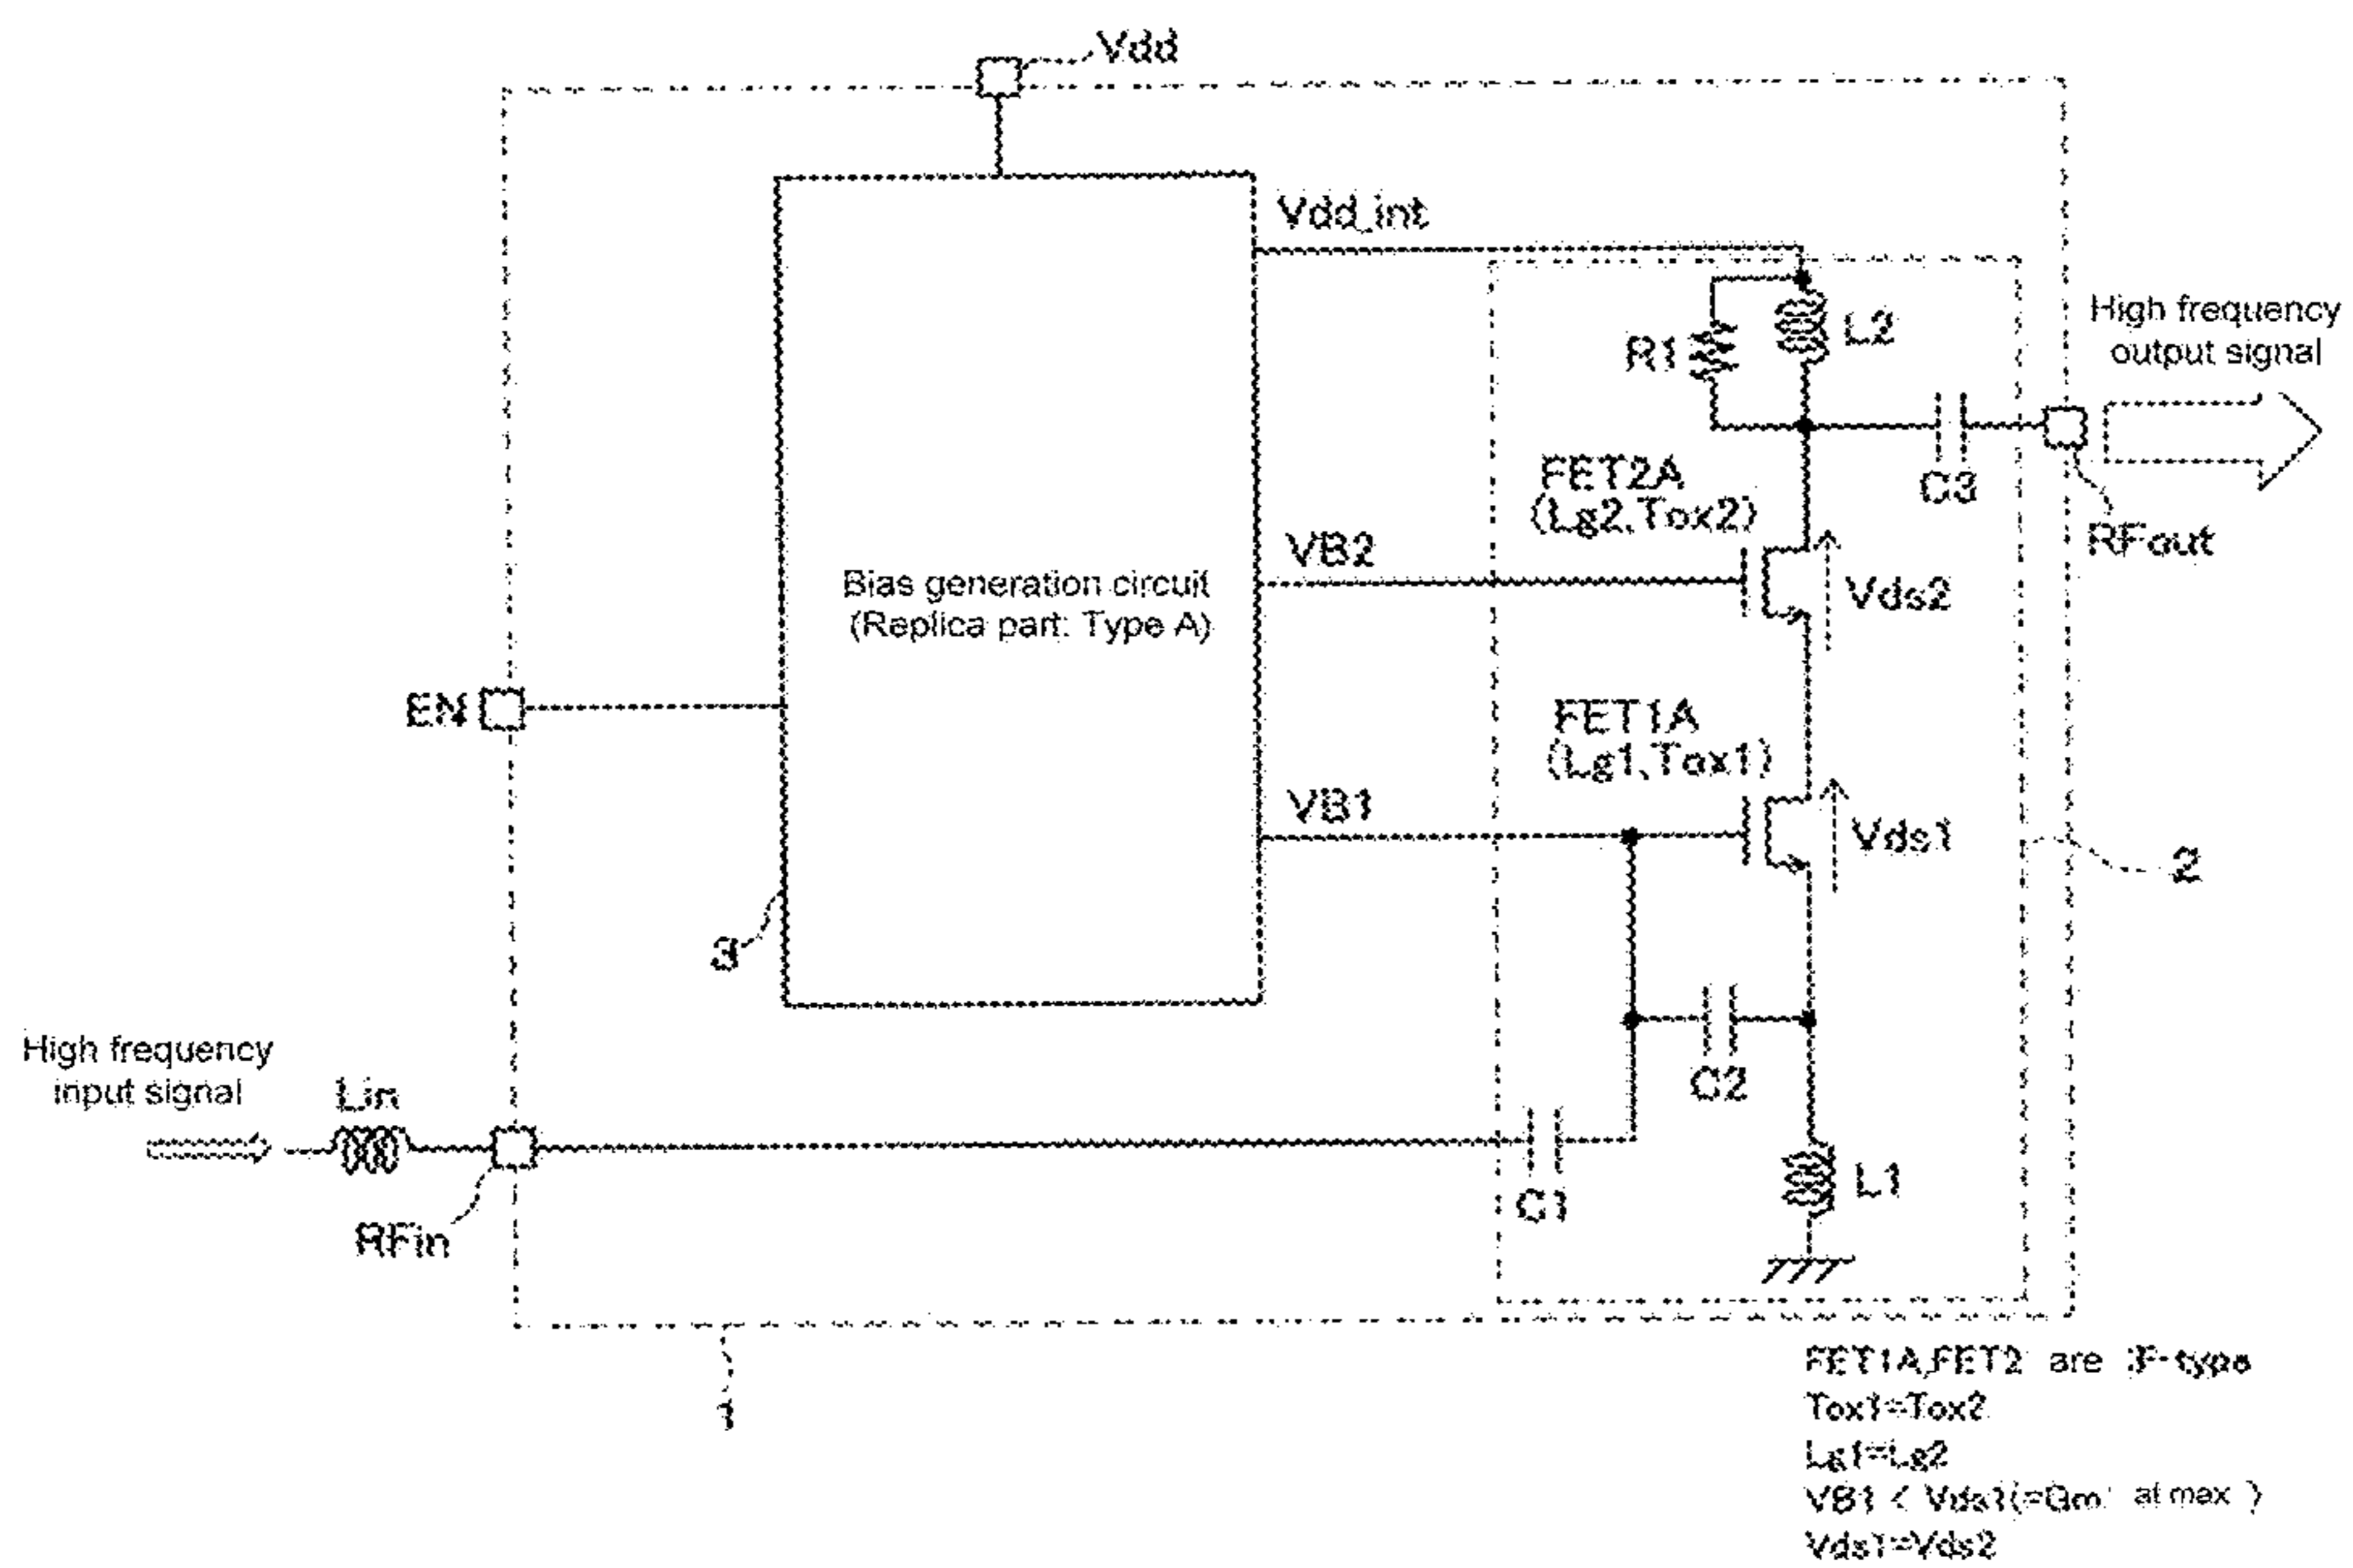 Vdd
Vdd_int
High frequency
output signal
R1
L2
C3
RFout
FET2A
(Lg2,Tox2)
VB2
Vds2
Bias generation circuit
(Replica part: Type A)
EN
FET1A
(Lg1,Tox1)
VB1
Vds1
2
3
High frequency
input signal
Lin
C2
C1
L1
RFin
1
FET1A,FET2 are F-type
Tox1=Tox2
Lg1=Lg2
VB1 < Vds1(=Gm at max )
Vds1=Vds2